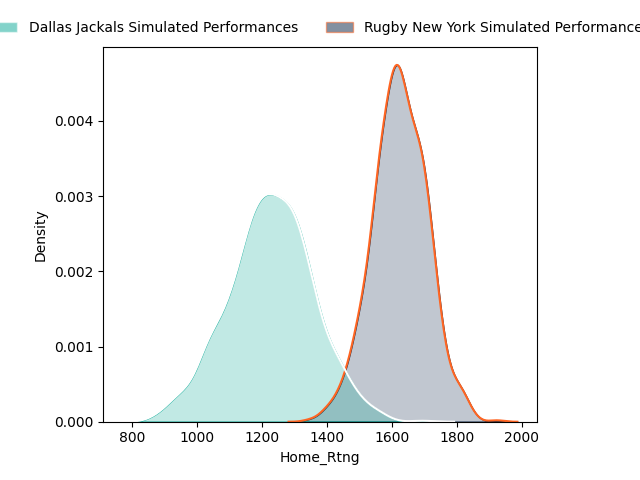 Dallas Jackals Simulated Performances
Rugby New York Simulated Performance
0.004
0.003
0.002
0.001
0.000
Density
800 1000 1200 1400 1600 1800 2000
Home_Rtng